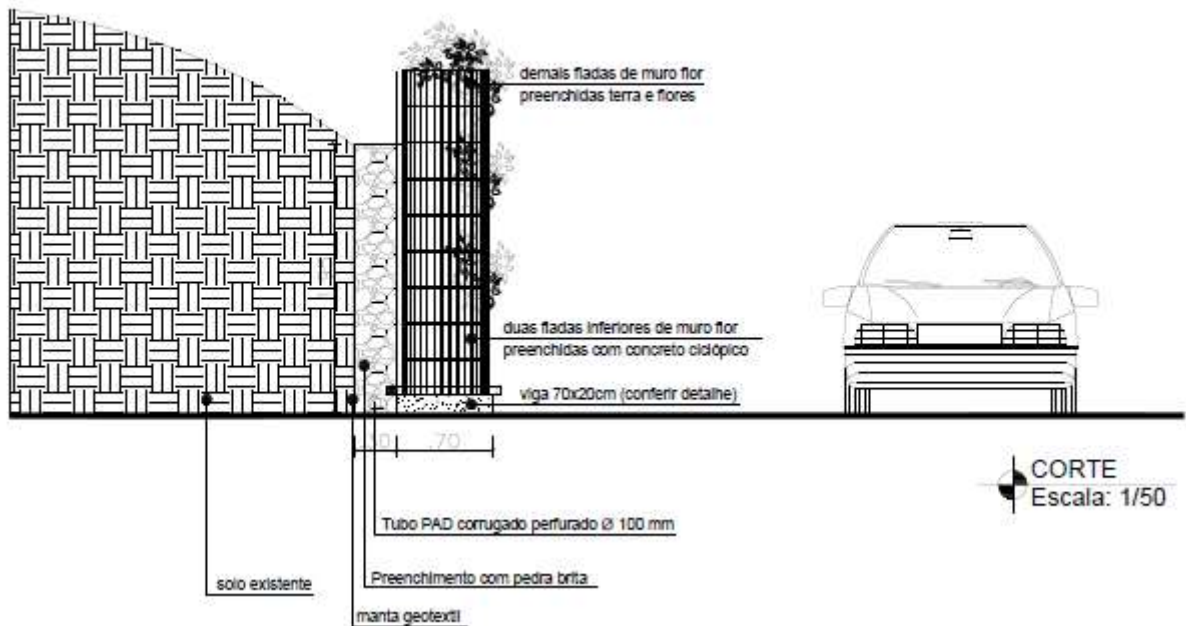 demais fiadas de muro flor
preenchidas terra e flores
duas fiadas inferiores de muro flor
preenchidas com concreto ciclópico
viga 70x20cm (conferir detalhe)
.70
CORTE
Escala: 1/50
Tubo PAD corrugado perfurado Ø 100 mm
solo existente
Preenchimento com pedra brita
manta geotextil